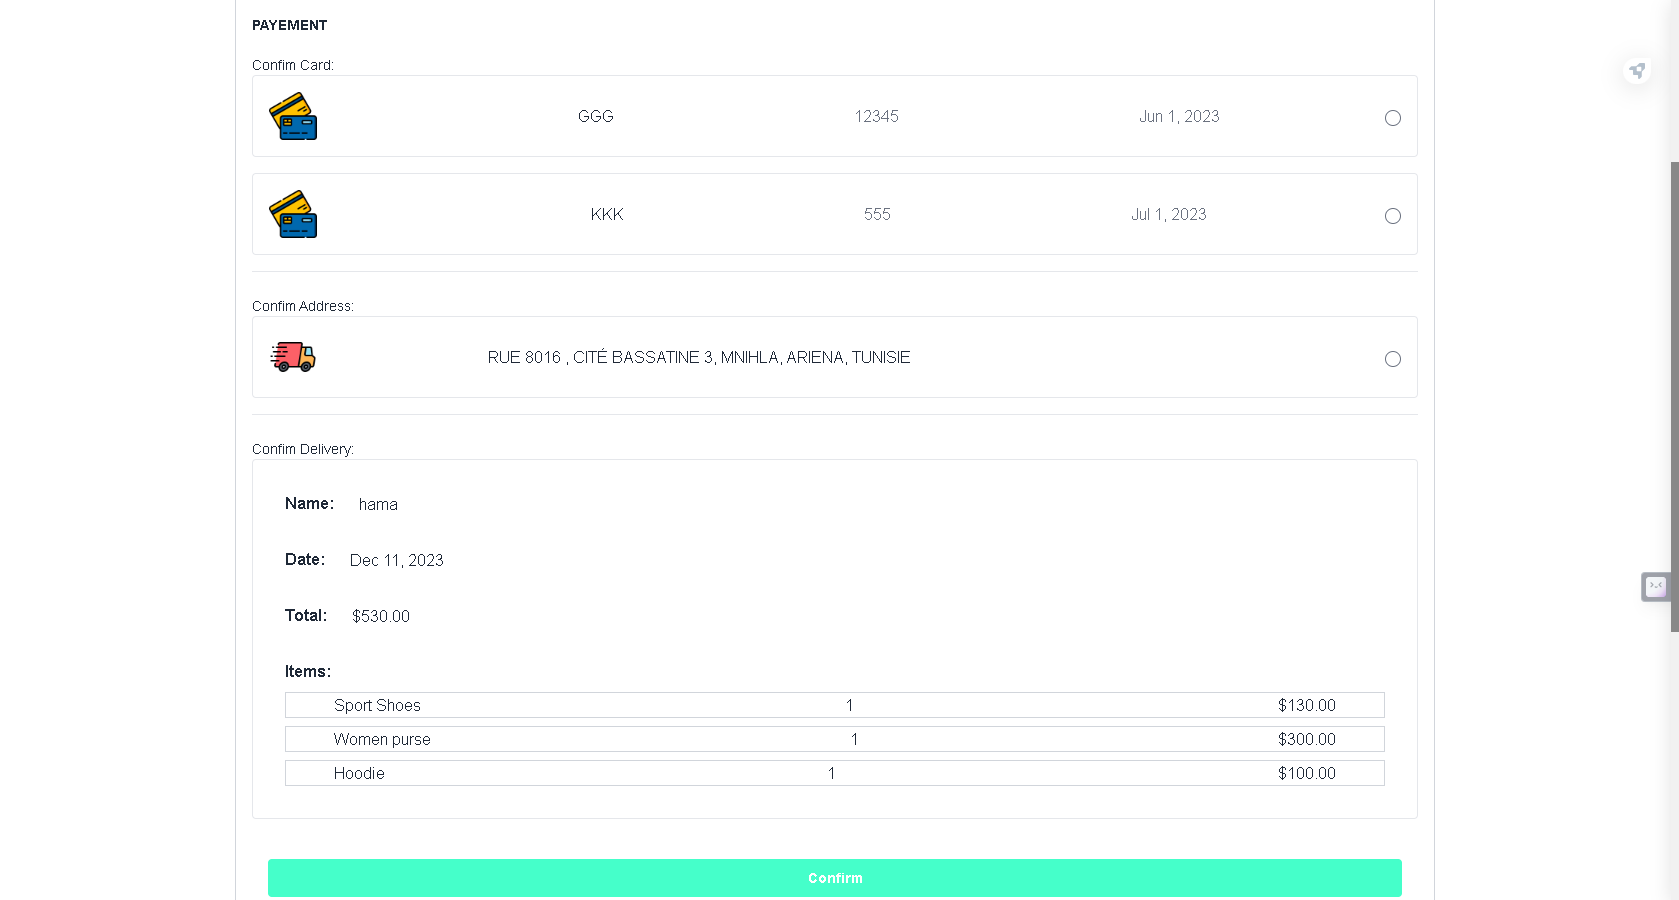 PAYEMENT
Confim Card:
GGG 12345 Jun 1, 2023
KKK 555 Jul 1, 2023
Confim Address:
RUE 8016 , CITÉ BASSATINE 3, MNIHLA, ARIENA, TUNISIE
Confim Delivery:
Name: hama
Date: Dec 11, 2023
Total: $530.00
Items:
Sport Shoes 1 $130.00
Women purse 1 $300.00
Hoodie 1 $100.00
Confirm